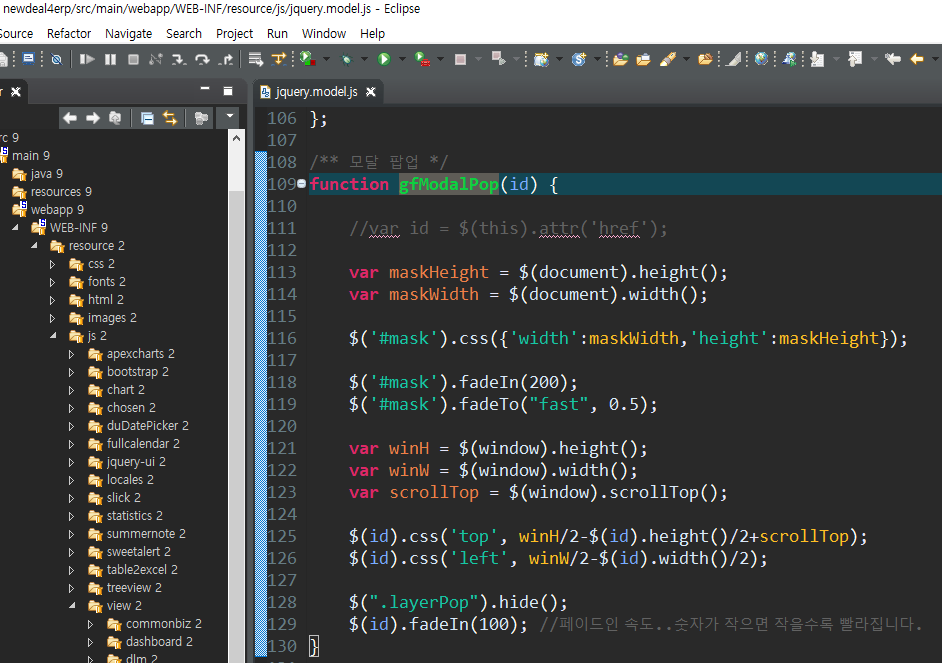 newdeal4erp/src/main/webapp/WEB-INF/resource/js/jquery.model.js - Eclipse
Source Refactor Navigate Search Project Run Window Help
jquery.model.js
rc 9
main 9
java 9
resources 9
webapp 9
WEB-INF 9
resource 2
css 2
fonts 2
html 2
images 2
js 2
apexcharts 2
bootstrap 2
chart 2
chosen 2
duDatePicker 2
fullcalendar 2
jquery-ui 2
locales 2
slick 2
statistics 2
summernote 2
sweetalert 2
table2excel 2
treeview 2
view 2
commonbiz 2
dashboard 2
dlm 2
106 };
107
108 /** 모달 팝업 */
109 function gfModalPop(id) {
110
111 //var id = $(this).attr('href');
112
113 var maskHeight = $(document).height();
114 var maskWidth = $(document).width();
115
116 $('#mask').css({'width':maskWidth,'height':maskHeight});
117
118 $('#mask').fadeIn(200);
119 $('#mask').fadeTo("fast", 0.5);
120
121 var winH = $(window).height();
122 var winW = $(window).width();
123 var scrollTop = $(window).scrollTop();
124
125 $(id).css('top', winH/2-$(id).height()/2+scrollTop);
126 $(id).css('left', winW/2-$(id).width()/2);
127
128 $(".layerPop").hide();
129 $(id).fadeIn(100); //페이드인 속도..숫자가 작으면 작을수록 빨라집니다.
130 }